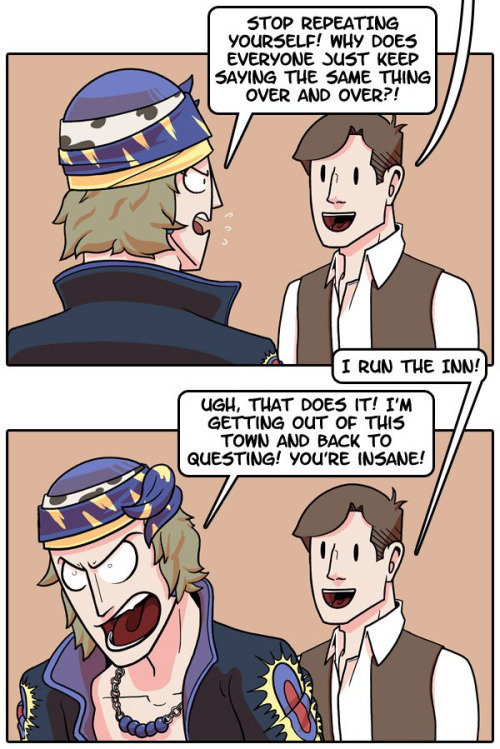 STOP REPEATING
YOURSELF! WHY DOES
EVERYONE JUST KEEP
SAYING THE SAME THING
OVER AND OVER?!
I RUN THE INN!
UGH, THAT DOES IT! I'M
GETTING OUT OF THIS
TOWN AND BACK TO
QUESTING! YOU'RE INSANE!